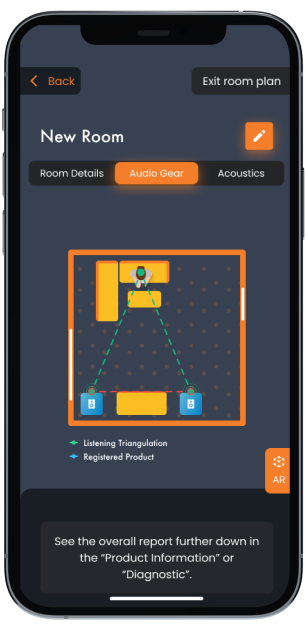 Back
Exit room plan
New Room
Room Details
Audio Gear
Acoustics
Listening Triangulation
Registered Product
AR
See the overall report further down in
the “Product Information” or
“Diagnostic”.